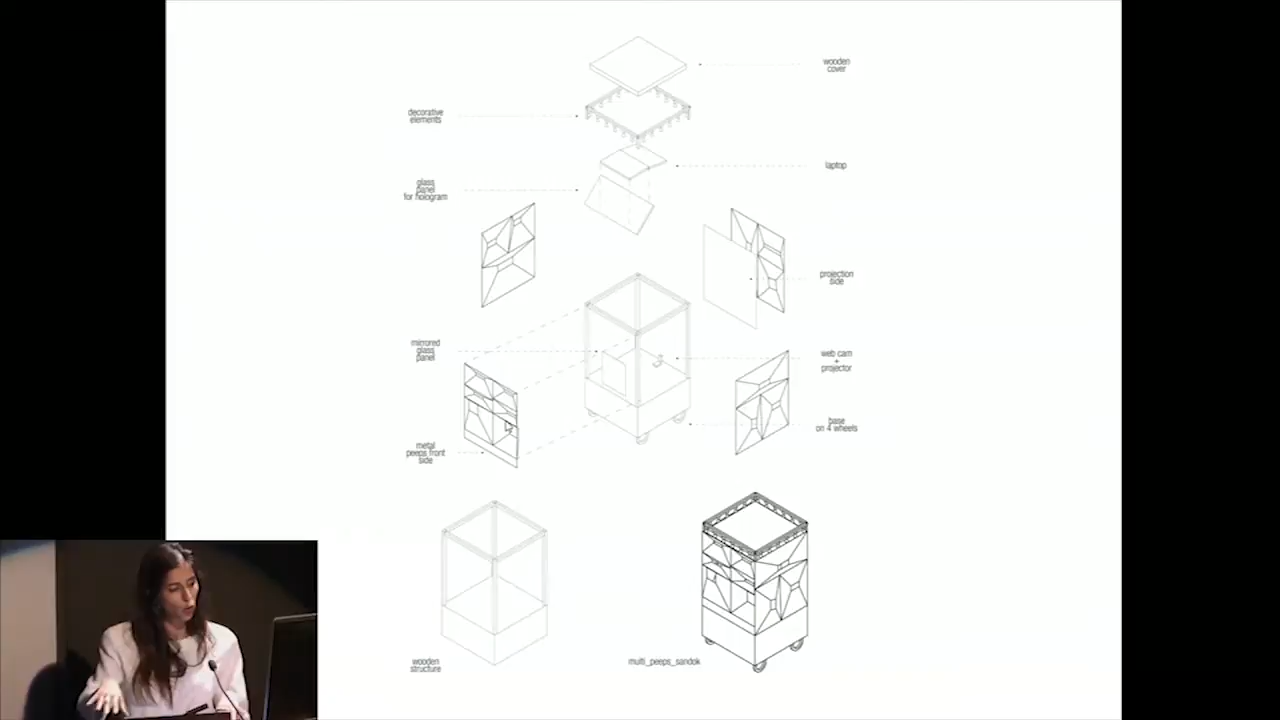 wooden
cover
decorative
elements
laptop
glass
panel
for hologram
projection
side
mirrored
glass
panel
web cam
+
projector
base
on 4 wheels
metal
peeps front
side
wooden
structure
multi_peeps_sandok